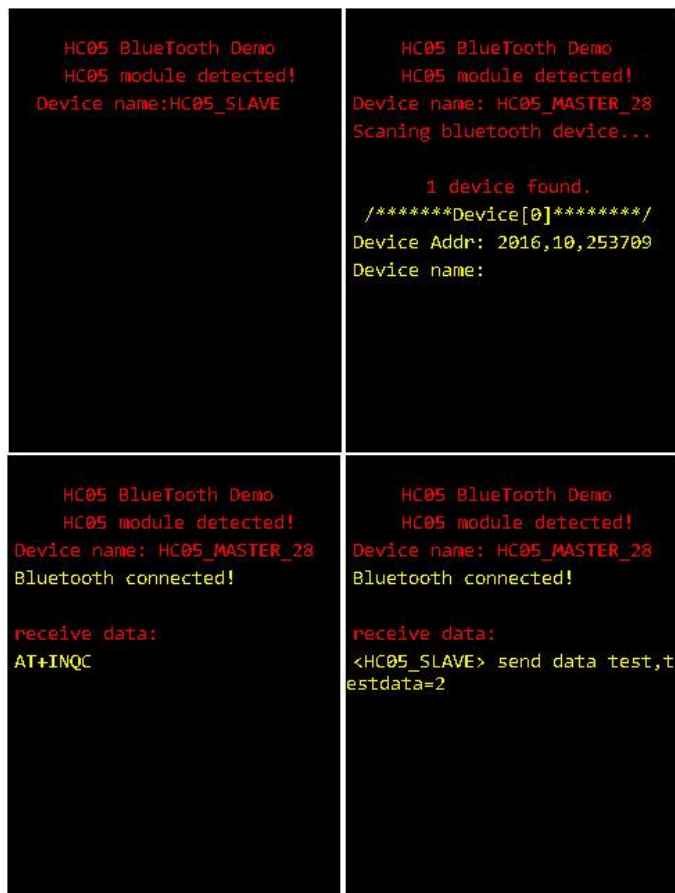 HC05 BlueTooth Demo
HC05 module detected!
Device name:HC05_SLAVE
HC05 BlueTooth Demo
HC05 module detected!
Device name: HC05_MASTER_28
Scaning bluetooth device...
1 device found.
/*******Device[0]********/
Device Addr: 2016,10,253709
Device name:
HC05 BlueTooth Demo
HC05 module detected!
Device name: HC05_MASTER_28
Bluetooth connected!
receive data:
AT+INQC
HC05 BlueTooth Demo
HC05 module detected!
Device name: HC05_MASTER_28
Bluetooth connected!
receive data:
<HC05_SLAVE> send data test,t
estdata=2